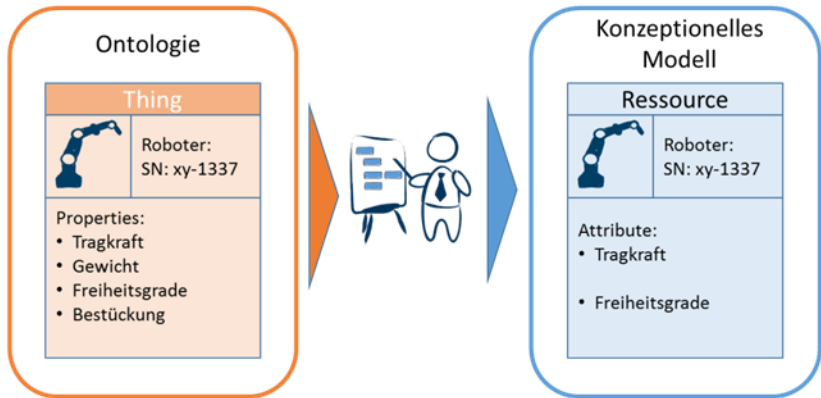 Ontologie
Thing
Roboter:
SN: xy-1337
Properties:
• Tragkraft
• Gewicht
• Freiheitsgrade
• Bestückung
Konzeptionelles
Modell
Ressource
Roboter:
SN: xy-1337
Attribute:
• Tragkraft
• Freiheitsgrade